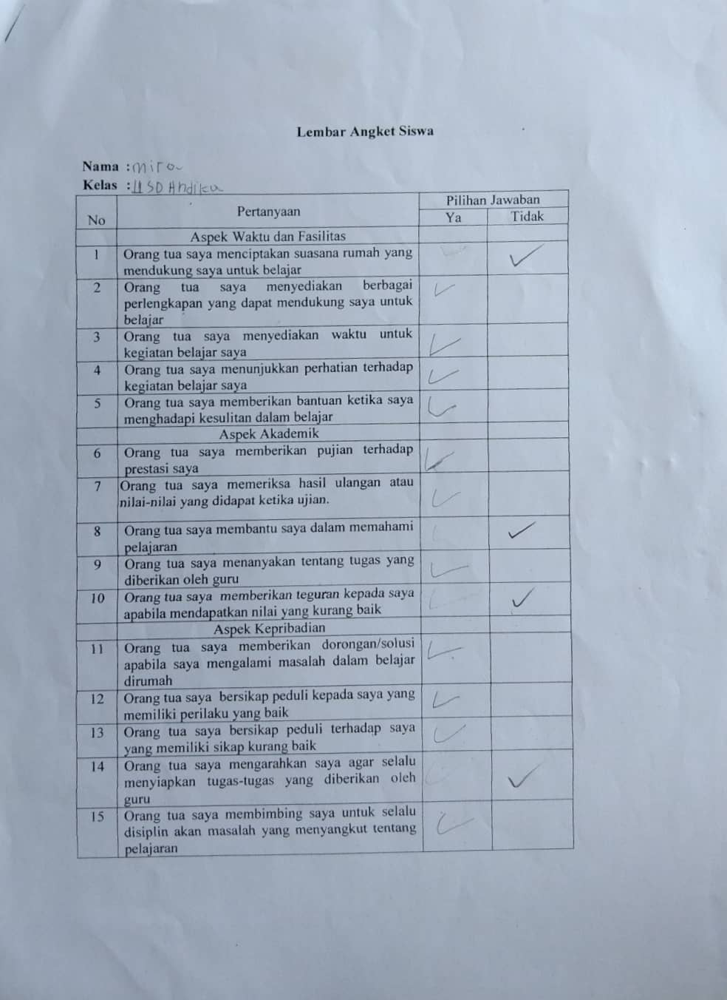 Lembar Angket Siswa
Nama : Mira
Kelas : II SD Andika
No Pertanyaan Pilihan Jawaban
Ya Tidak
Aspek Waktu dan Fasilitas
1 Orang tua saya menciptakan suasana rumah yang ✓
mendukung saya untuk belajar
2 Orang tua saya menyediakan berbagai ✓
perlengkapan yang dapat mendukung saya untuk
belajar
3 Orang tua saya menyediakan waktu untuk ✓
kegiatan belajar saya
4 Orang tua saya menunjukkan perhatian terhadap ✓
kegiatan belajar saya
5 Orang tua saya memberikan bantuan ketika saya ✓
menghadapi kesulitan dalam belajar
Aspek Akademik
6 Orang tua saya memberikan pujian terhadap ✓
prestasi saya
7 Orang tua saya memeriksa hasil ulangan atau ✓
nilai-nilai yang didapat ketika ujian.
8 Orang tua saya membantu saya dalam memahami ✓
pelajaran
9 Orang tua saya menanyakan tentang tugas yang ✓
diberikan oleh guru
10 Orang tua saya memberikan teguran kepada saya ✓
apabila mendapatkan nilai yang kurang baik
Aspek Kepribadian
11 Orang tua saya memberikan dorongan/solusi ✓
apabila saya mengalami masalah dalam belajar
dirumah
12 Orang tua saya bersikap peduli kepada saya yang ✓
memiliki perilaku yang baik
13 Orang tua saya bersikap peduli terhadap saya ✓
yang memiliki sikap kurang baik
14 Orang tua saya mengarahkan saya agar selalu ✓
menyiapkan tugas-tugas yang diberikan oleh
guru
15 Orang tua saya membimbing saya untuk selalu ✓
disiplin akan masalah yang menyangkut tentang
pelajaran